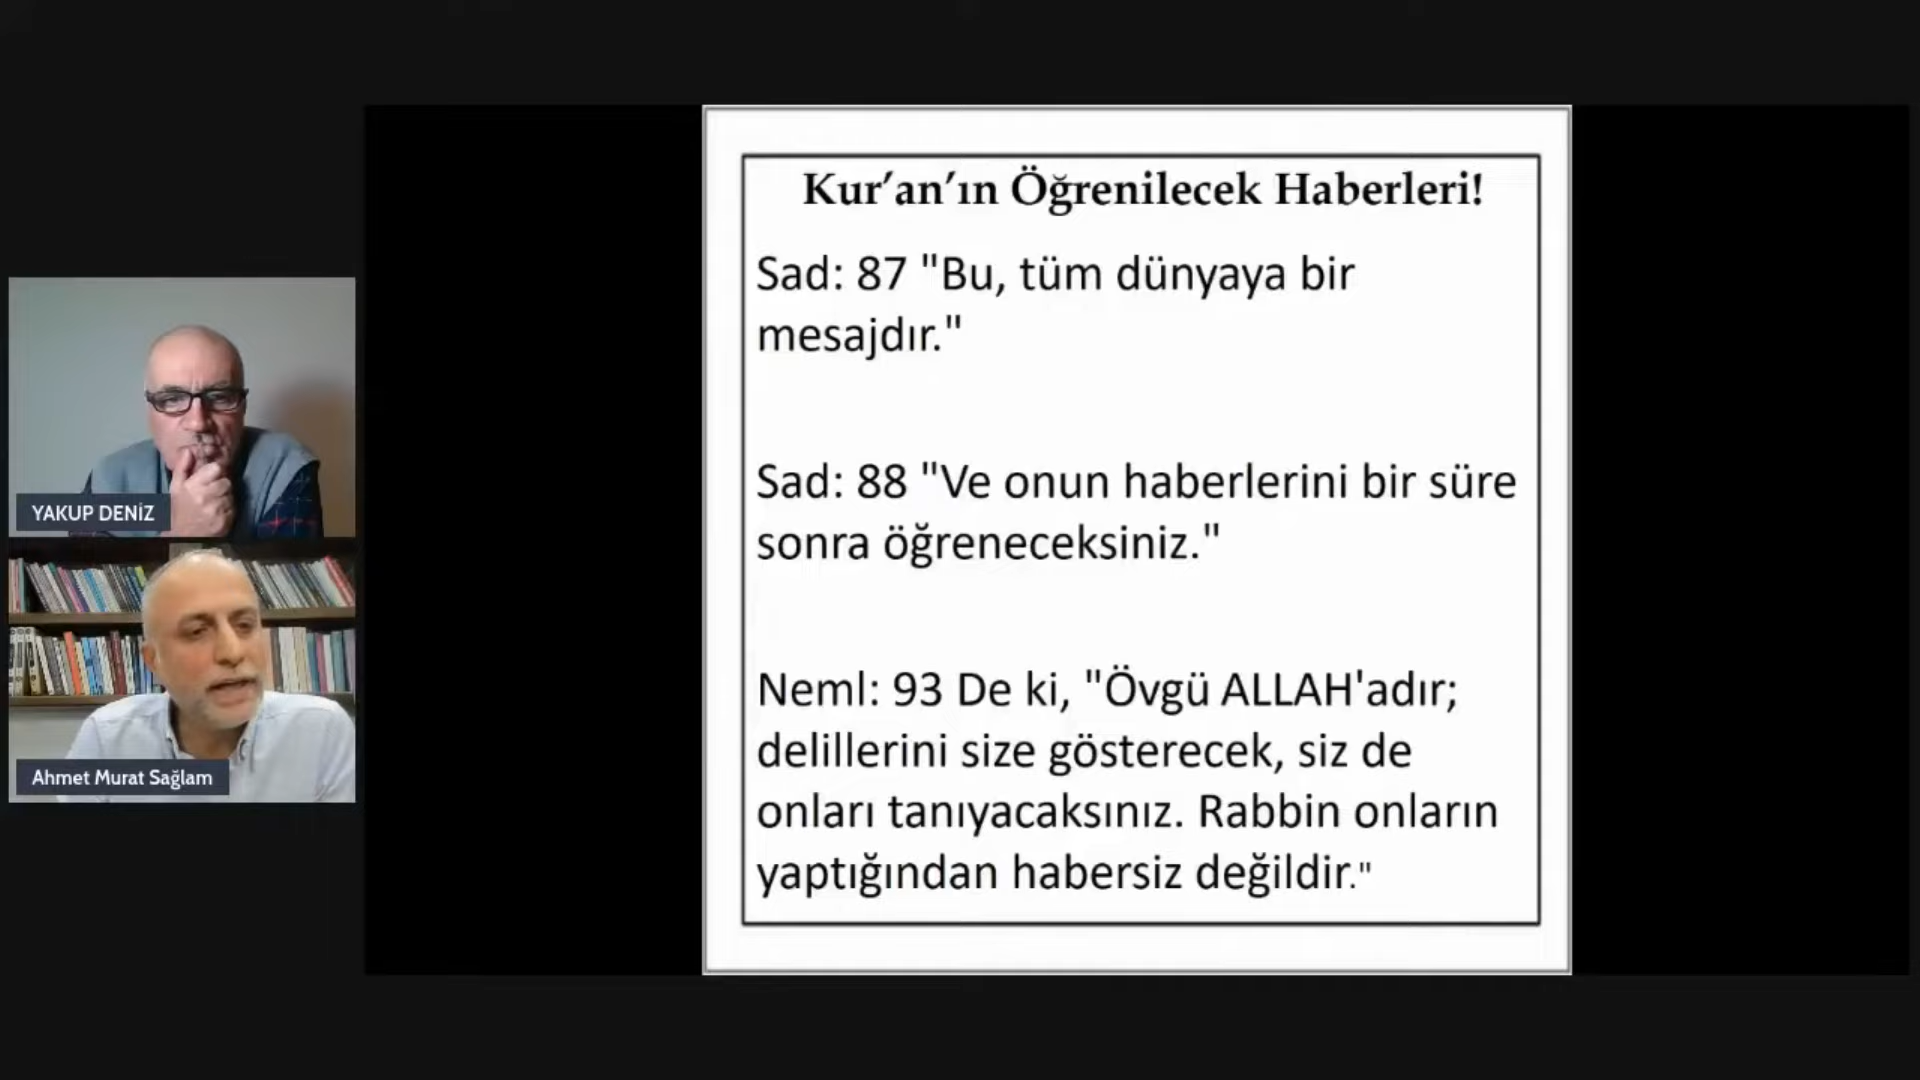 Kur’an’ın Öğrenilecek Haberleri!
Sad: 87 "Bu, tüm dünyaya bir
mesajdır."
Sad: 88 "Ve onun haberlerini bir süre
sonra öğreneceksiniz."
Neml: 93 De ki, "Övgü ALLAH'adır;
delillerini size gösterecek, siz de
onları tanıyacaksınız. Rabbin onların
yaptığından habersiz değildir."
YAKUP DENİZ
Ahmet Murat Sağlam